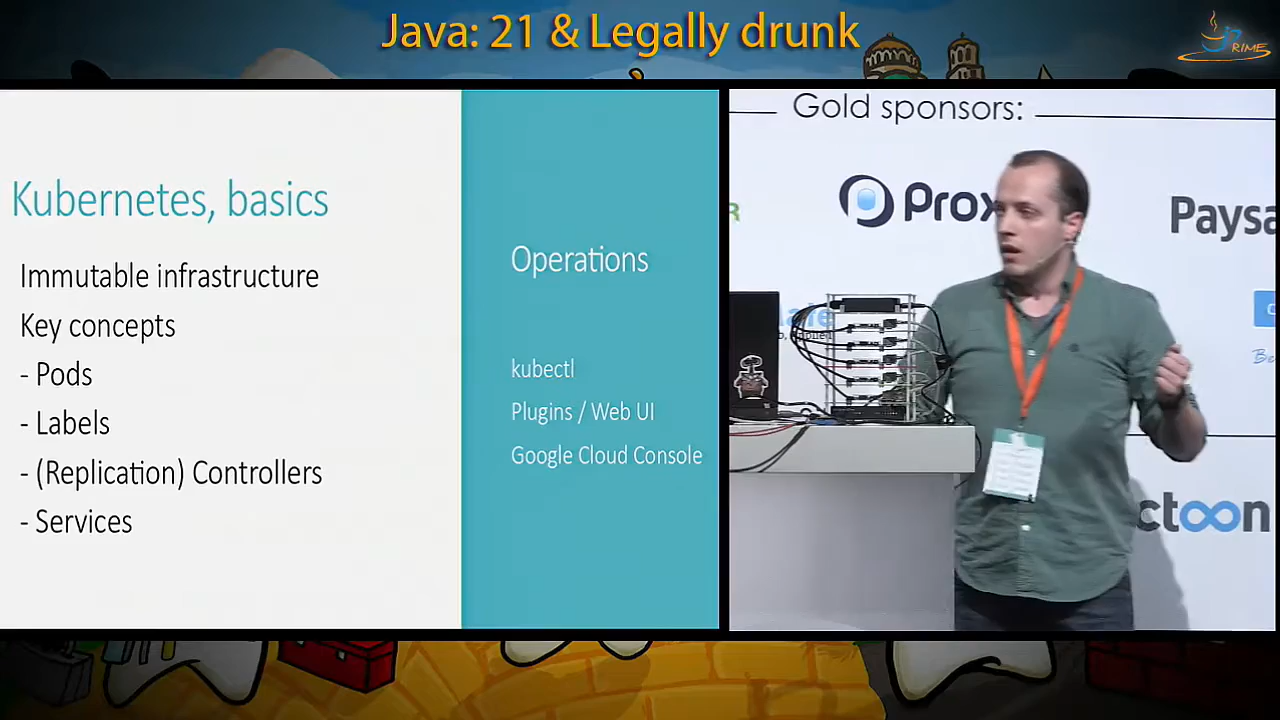 Java: 21 & Legally drunk
Kubernetes, basics
Immutable infrastructure
Key concepts
- Pods
- Labels
- (Replication) Controllers
- Services
Operations
kubectl
Plugins / Web UI
Google Cloud Console
Gold sponsors:
R
Prox
Paysa
ctoon